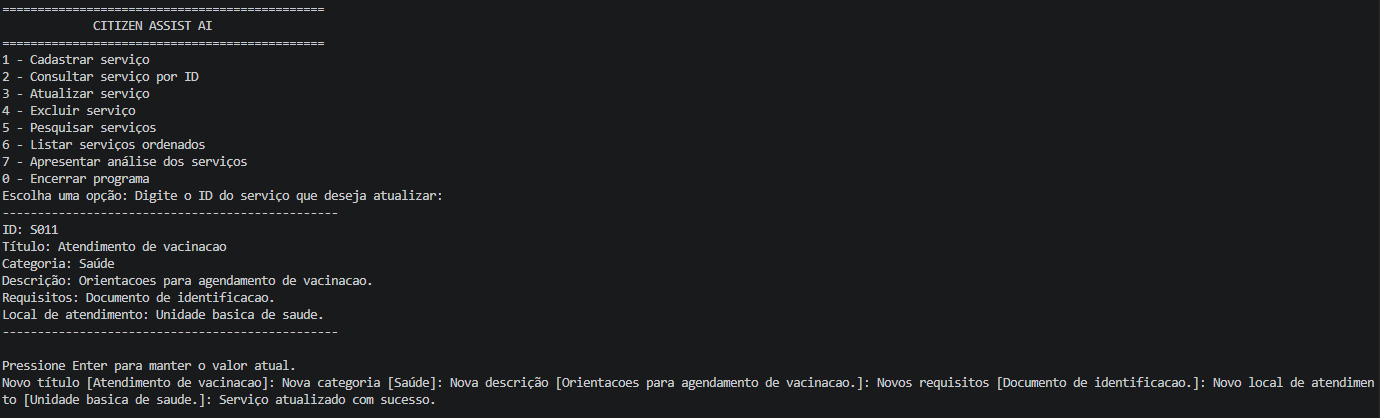 ==============================================
CITIZEN ASSIST AI
==============================================
1 - Cadastrar serviço
2 - Consultar serviço por ID
3 - Atualizar serviço
4 - Excluir serviço
5 - Pesquisar serviços
6 - Listar serviços ordenados
7 - Apresentar análise dos serviços
0 - Encerrar programa
Escolha uma opção: Digite o ID do serviço que deseja atualizar:
------------------------------------------------
ID: S011
Título: Atendimento de vacinacao
Categoria: Saúde
Descrição: Orientacoes para agendamento de vacinacao.
Requisitos: Documento de identificacao.
Local de atendimento: Unidade basica de saude.
------------------------------------------------
Pressione Enter para manter o valor atual.
Novo título [Atendimento de vacinacao]: Nova categoria [Saúde]: Nova descrição [Orientacoes para agendamento de vacinacao.]: Novos requisitos [Documento de identificacao.]: Novo local de atendimen
to [Unidade basica de saude.]: Serviço atualizado com sucesso.